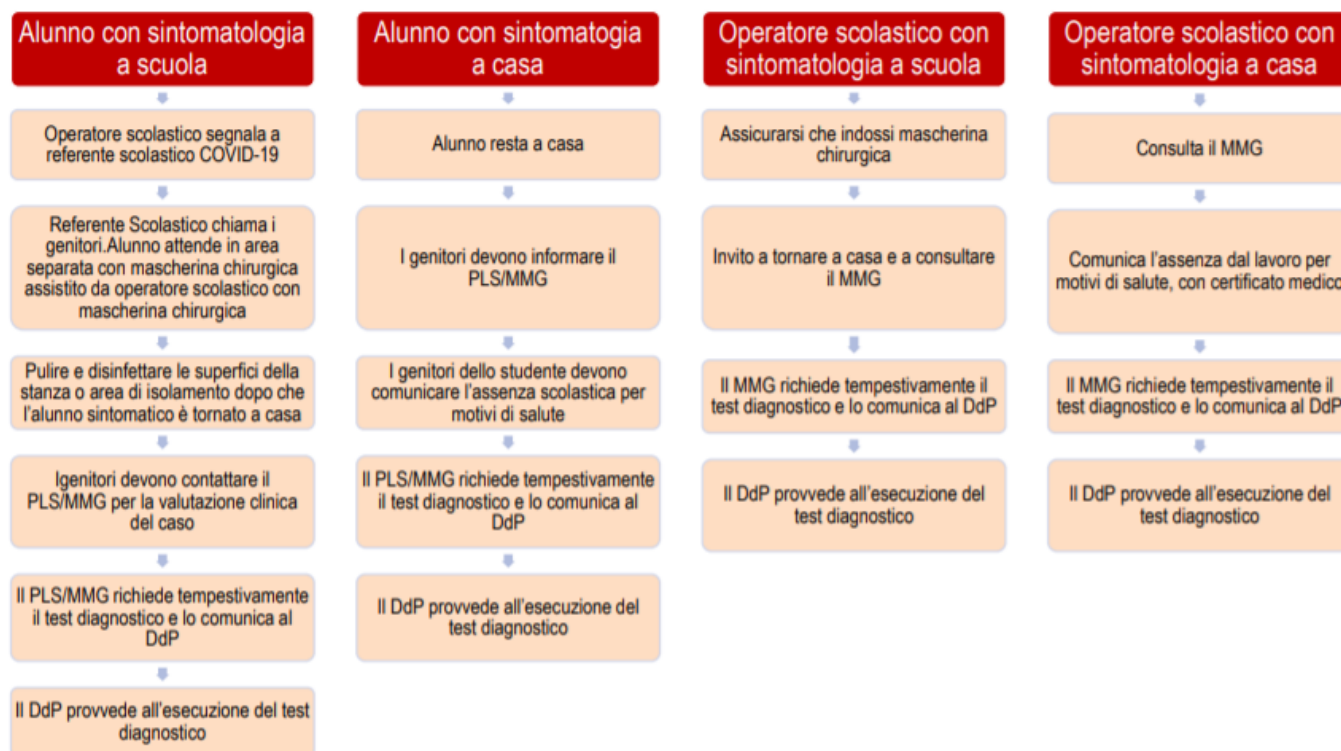 Alunno con sintomatologia
a scuola
Operatore scolastico segnala a
referente scolastico COVID-19
Referente Scolastico chiama i
genitori.Alunno attende in area
separata con mascherina chirurgica
assistito da operatore scolastico con
mascherina chirurgica
Pulire e disinfettare le superfici della
stanza o area di isolamento dopo che
l'alunno sintomatico è tornato a casa
Igenitori devono contattare il
PLS/MMG per la valutazione clinica
del caso
Il PLS/MMG richiede tempestivamente
il test diagnostico e lo comunica al
DdP
Il DdP provvede all'esecuzione del test
diagnostico
Alunno con sintomatogia
a casa
Alunno resta a casa
I genitori devono informare il
PLS/MMG
I genitori dello studente devono
comunicare l'assenza scolastica per
motivi di salute
Il PLS/MMG richiede tempestivamente
il test diagnostico e lo comunica al
DdP
Il DdP provvede all'esecuzione del
test diagnostico
Operatore scolastico con
sintomatologia a scuola
Assicurarsi che indossi mascherina
chirurgica
Invito a tornare a casa e a consultare
il MMG
Il MMG richiede tempestivamente il
test diagnostico e lo comunica al DdP
Il DdP provvede all'esecuzione del
test diagnostico
Operatore scolastico con
sintomatologia a casa
Consulta il MMG
Comunica l'assenza dal lavoro per
motivi di salute, con certificato medico
Il MMG richiede tempestivamente il
test diagnostico e lo comunica al DdP
Il DdP provvede all'esecuzione del
test diagnostico